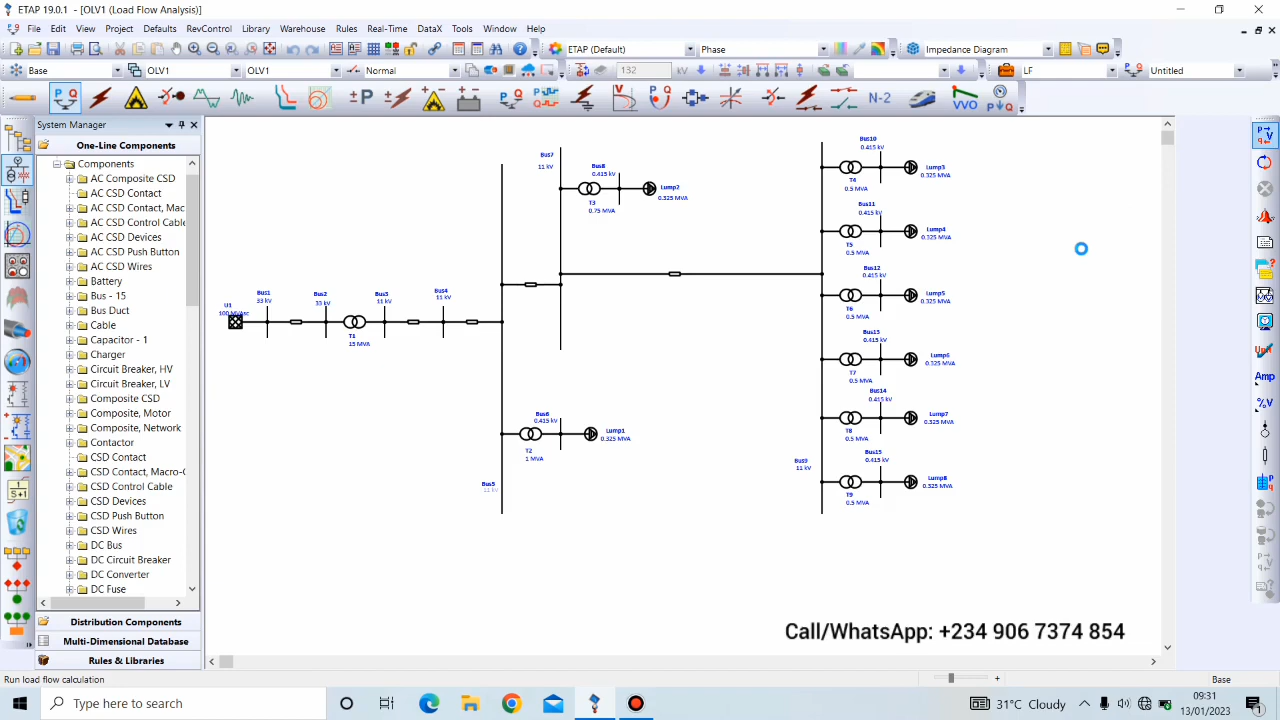 ETAP 19.0.1 - [OLV1 (Load Flow Analysis)]
File Edit View Project Defaults RevControl Library Warehouse Rules Real-Time DataX Tools Window Help
ETAP (Default) Phase Impedance Diagram
Base OLV1 OLV1 Normal 132 kV LF Untitled
N-2 VVO
System Manager
One-Line Components
Components
AC Composite CSD
AC CSD Contact
AC CSD Contact, Mac
AC CSD Control
AC CSD Devices
AC CSD Push Button
AC CSD Wires
Battery
Bus - 15
Bus Duct
Cable
Capacitor - 1
Charger
Circuit Breaker, HV
Circuit Breaker, LV
Composite CSD
Composite, Motor
Composite, Network
Contactor
CSD Contact
CSD Contact, Macro-C
CSD Control Cable
CSD Devices
CSD Push Button
CSD Wires
DC Bus
DC Circuit Breaker
DC Converter
DC Fuse
Distribution Components
Multi-Dimensional Database
Rules & Libraries
U1
100 MVAsc
Bus1
33 kV
Bus2
33 kV
T1
15 MVA
Bus3
11 kV
Bus4
11 kV
Bus5
11 kV
Bus7
11 kV
Bus8
0.415 kV
T3
0.75 MVA
Lump2
0.325 MVA
Bus6
0.415 kV
T2
1 MVA
Lump1
0.325 MVA
Bus9
11 kV
Bus10
0.415 kV
T4
0.5 MVA
Lump3
0.325 MVA
Bus11
0.415 kV
T5
0.5 MVA
Lump4
0.325 MVA
Bus12
0.415 kV
T6
0.5 MVA
Lump5
0.325 MVA
Bus13
0.415 kV
T7
0.5 MVA
Lump6
0.325 MVA
Bus14
0.415 kV
T8
0.5 MVA
Lump7
0.325 MVA
Bus15
0.415 kV
T9
0.5 MVA
Lump8
0.325 MVA
Amp
%V
Call/WhatsApp: +234 906 7374 854
Run load flow calculation
Base
Type here to search
31°C Cloudy
09:31
13/01/2023